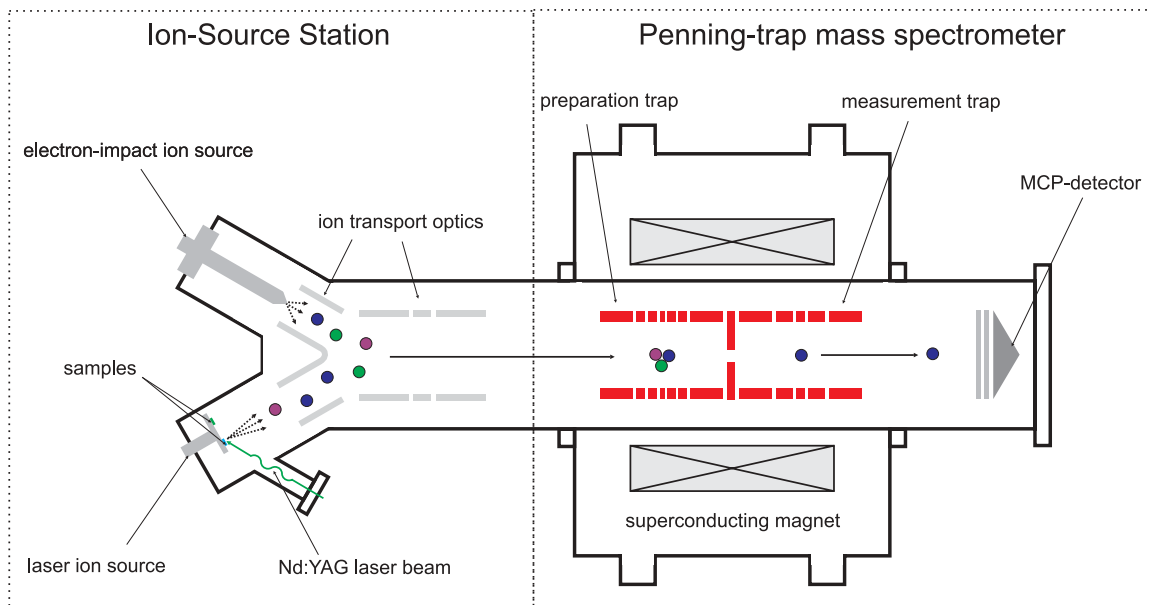 Ion-Source Station
Penning-trap mass spectrometer
preparation trap
measurement trap
electron-impact ion source
MCP-detector
ion transport optics
samples
superconducting magnet
laser ion source
Nd:YAG laser beam